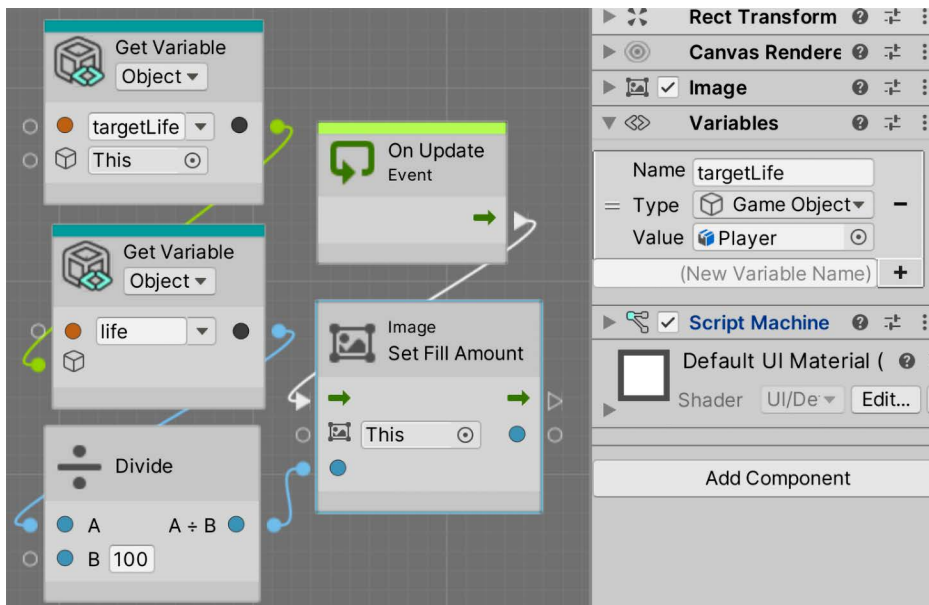 Get Variable
Object
targetLife
This
Get Variable
Object
life
Divide
A A ÷ B
B 100
On Update
Event
Image
Set Fill Amount
This
Rect Transform
Canvas Rendere
Image
Variables
Name targetLife
Type Game Object
Value Player
(New Variable Name) +
Script Machine
Default UI Material (
Shader UI/De Edit...
Add Component